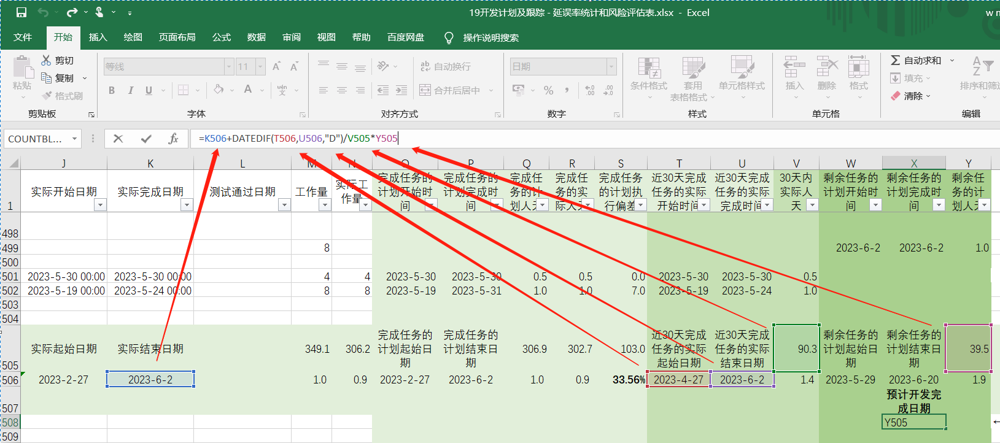 19开发计划及跟踪 - 延误率统计和风险评估表.xlsx - Excel
w m
文件 开始 插入 绘图 页面布局 公式 数据 审阅 视图 帮助 百度网盘 操作说明搜索
剪切
复制
格式刷
粘贴
剪贴板
等线 11
B I U A wén 文
字体
ab 自动换行
合并后居中
对齐方式
日期
% ,
数字
条件格式 套用 表格格式 单元格样式
样式
插入 删除 格式
单元格
自动求和
填充
清除
排序和筛
编辑
COUNTBL... =K506+DATEDIF(T506,U506,"D")/V505*Y505
J K L M N O P Q R S T U V W X Y
1 实际开始日期 实际完成日期 测试通过日期 工作量 实际工作量 完成任务的计划开始时间 完成任务的计划完成时间 完成任务的计划人天 完成任务的实际人天 完成任务的计划执行偏差 近30天完成任务的实际开始时间 近30天完成任务的实际完成时间 30天内实际人天 剩余任务的计划开始时间 剩余任务的计划完成时间 剩余任务的计划人天
498
499 8 2023-6-2 2023-6-2 1.0
500
501 2023-5-30 00:00 2023-5-30 00:00 4 4 2023-5-30 2023-5-30 0.5 0.5 0.0 2023-5-30 2023-5-30 0.5
502 2023-5-19 00:00 2023-5-24 00:00 8 8 2023-5-19 2023-5-31 1.0 1.0 7.0 2023-5-19 2023-5-24 1.0
503
504
505 实际起始日期 实际结束日期 349.1 306.2 完成任务的计划起始日期 完成任务的计划结束日期 306.9 302.7 103.0 近30天完成任务的实际起始日期 近30天完成任务的实际结束日期 90.3 剩余任务的计划起始日期 剩余任务的计划结束日期 39.5
506 2023-2-27 2023-6-2 1.0 0.9 2023-2-27 2023-6-2 1.0 0.9 33.56% 2023-4-27 2023-6-2 1.4 2023-5-29 2023-6-20 1.9
507 预计开发完成日期
508 Y505
509